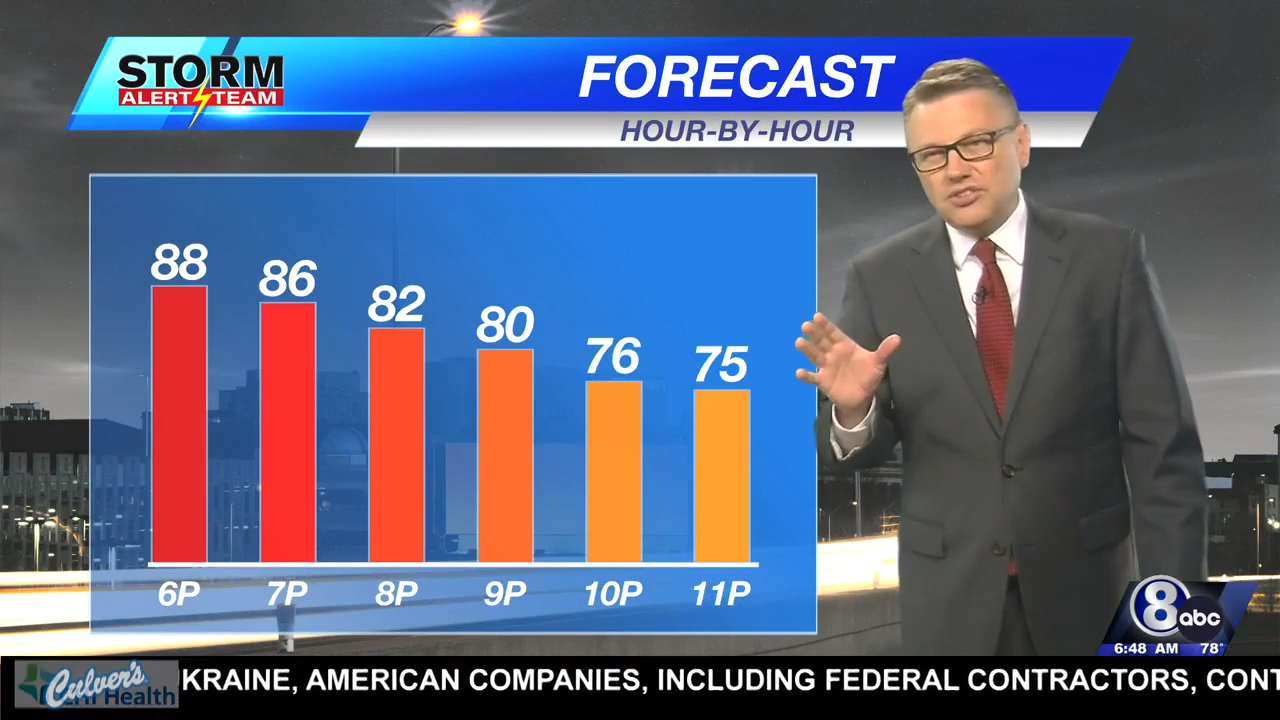 STORM
ALERT TEAM
FORECAST
HOUR-BY-HOUR
88
86
82
80
76
75
6P
7P
8P
9P
10P
11P
8 abc
6:48 AM 78°
Culver's
Health
KRAINE, AMERICAN COMPANIES, INCLUDING FEDERAL CONTRACTORS, CONT